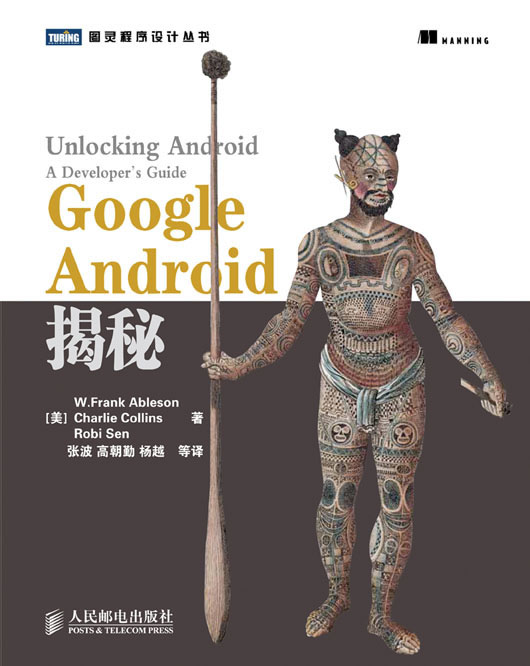 TURING
图灵程序设计丛书
MANNING
Unlocking Android
A Developer's Guide
Google
Android
揭秘
W.Frank Ableson
[美] Charlie Collins 著
Robi Sen
张波 高朝勤 杨越 等译
人民邮电出版社
POSTS & TELECOM PRESS